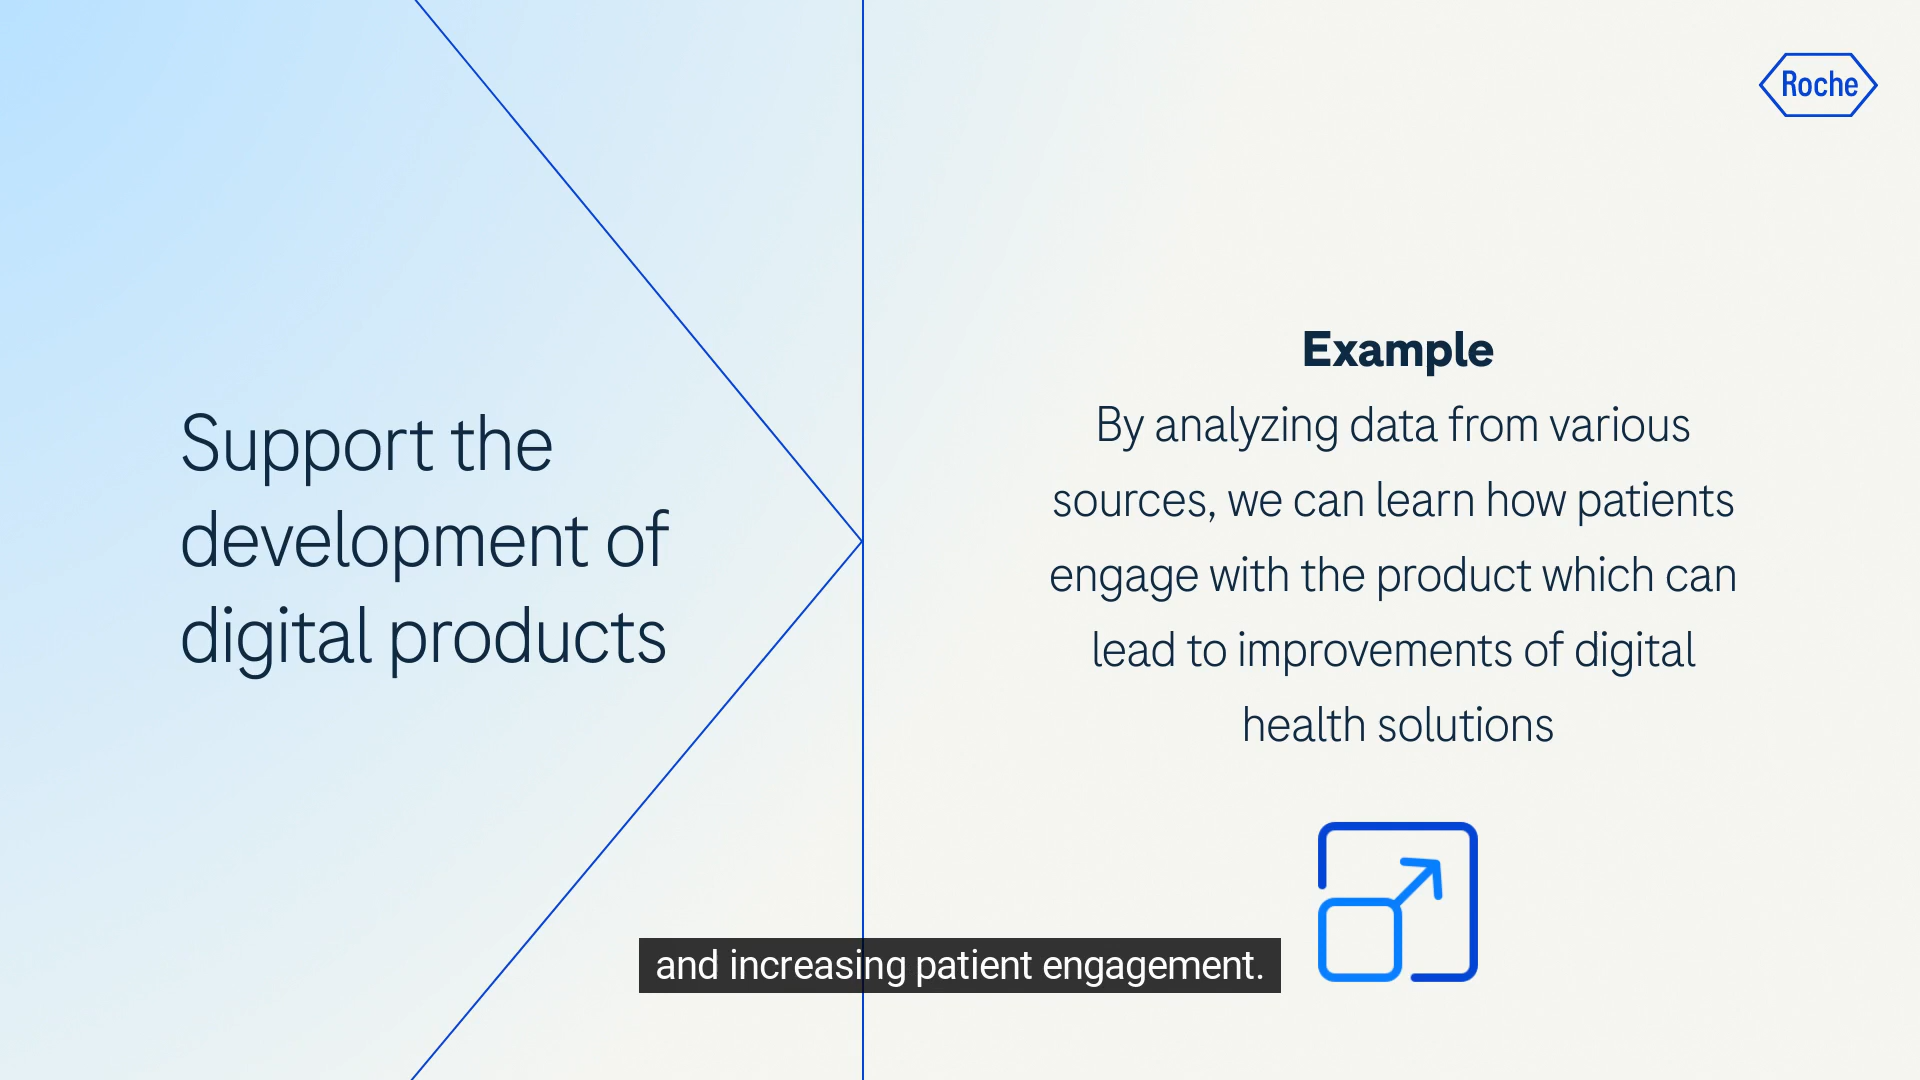 Roche
Support the
development of
digital products
Example
By analyzing data from various
sources, we can learn how patients
engage with the product which can
lead to improvements of digital
health solutions
and increasing patient engagement.